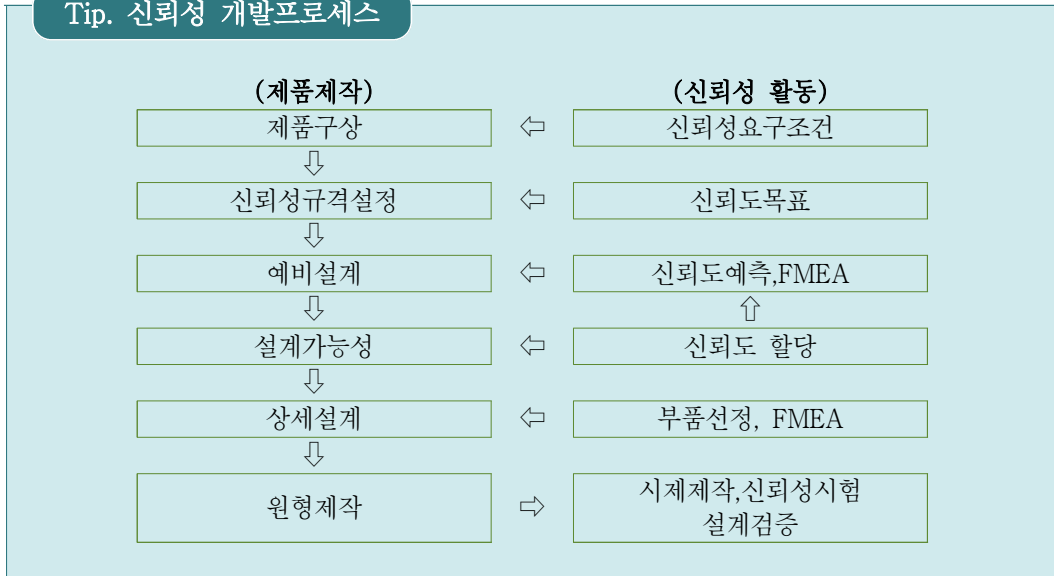 Tip. 신뢰성 개발프로세스
(제품제작) (신뢰성 활동)
제품구상 ⇦ 신뢰성요구조건
⇩
신뢰성규격설정 ⇦ 신뢰도목표
⇩
예비설계 ⇦ 신뢰도예측,FMEA
⇩ ⇧
설계가능성 ⇦ 신뢰도 할당
⇩
상세설계 ⇦ 부품선정, FMEA
⇩
원형제작 ⇨ 시제제작,신뢰성시험
설계검증